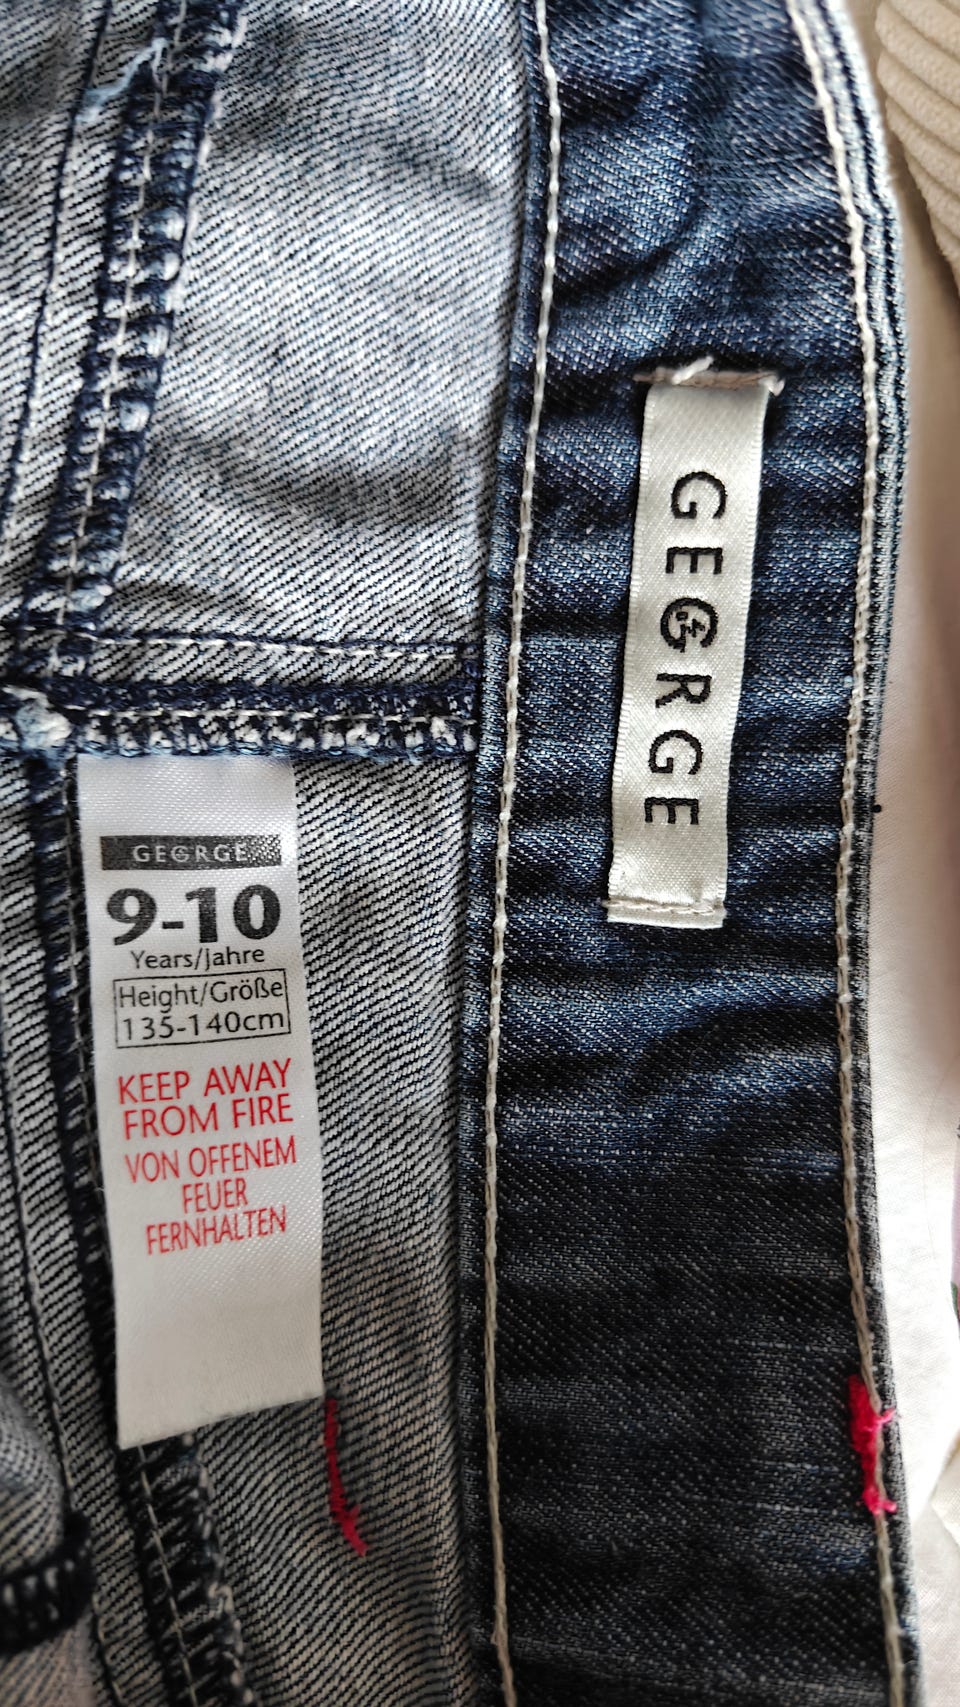 GEORGE
GEORGE
9-10
Years/Jahre
Height/Größe
135-140cm
KEEP AWAY
FROM FIRE
VON OFFENEM
FEUER
FERNHALTEN